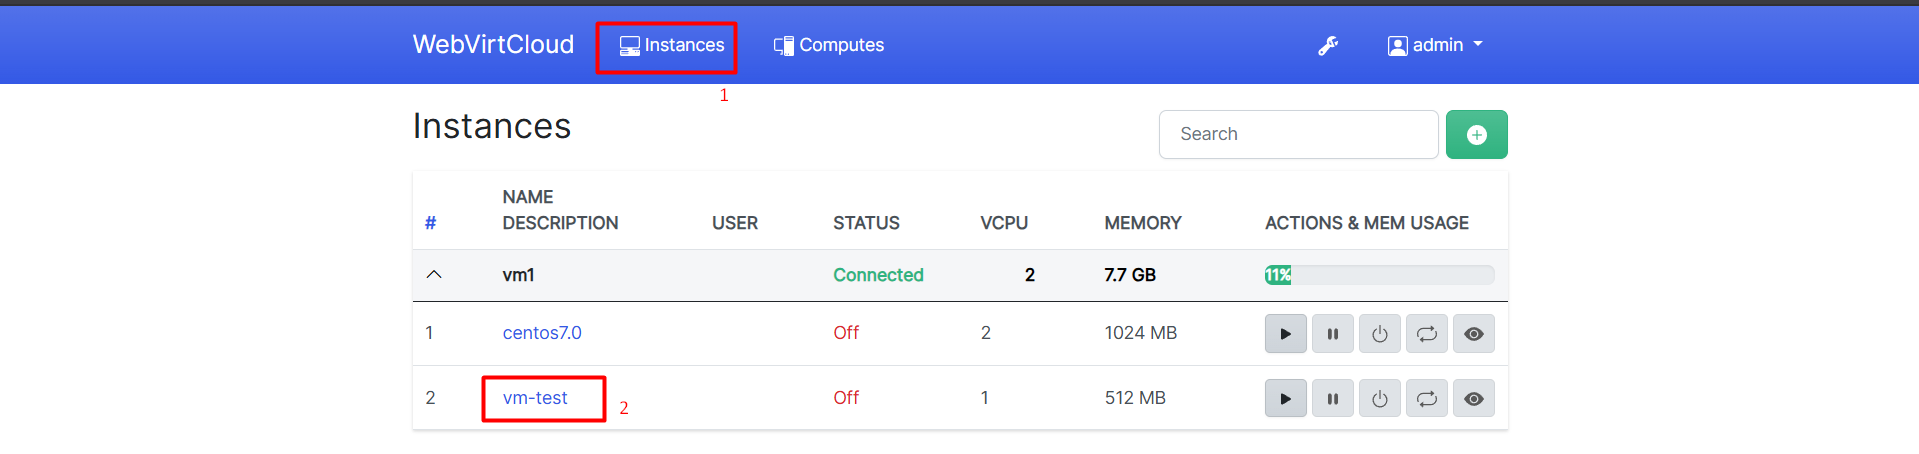 WebVirtCloud Instances Computes admin
1
Instances Search
NAME
# DESCRIPTION USER STATUS VCPU MEMORY ACTIONS & MEM USAGE
vm1 Connected 2 7.7 GB 11%
1 centos7.0 Off 2 1024 MB
2 vm-test 2 Off 1 512 MB